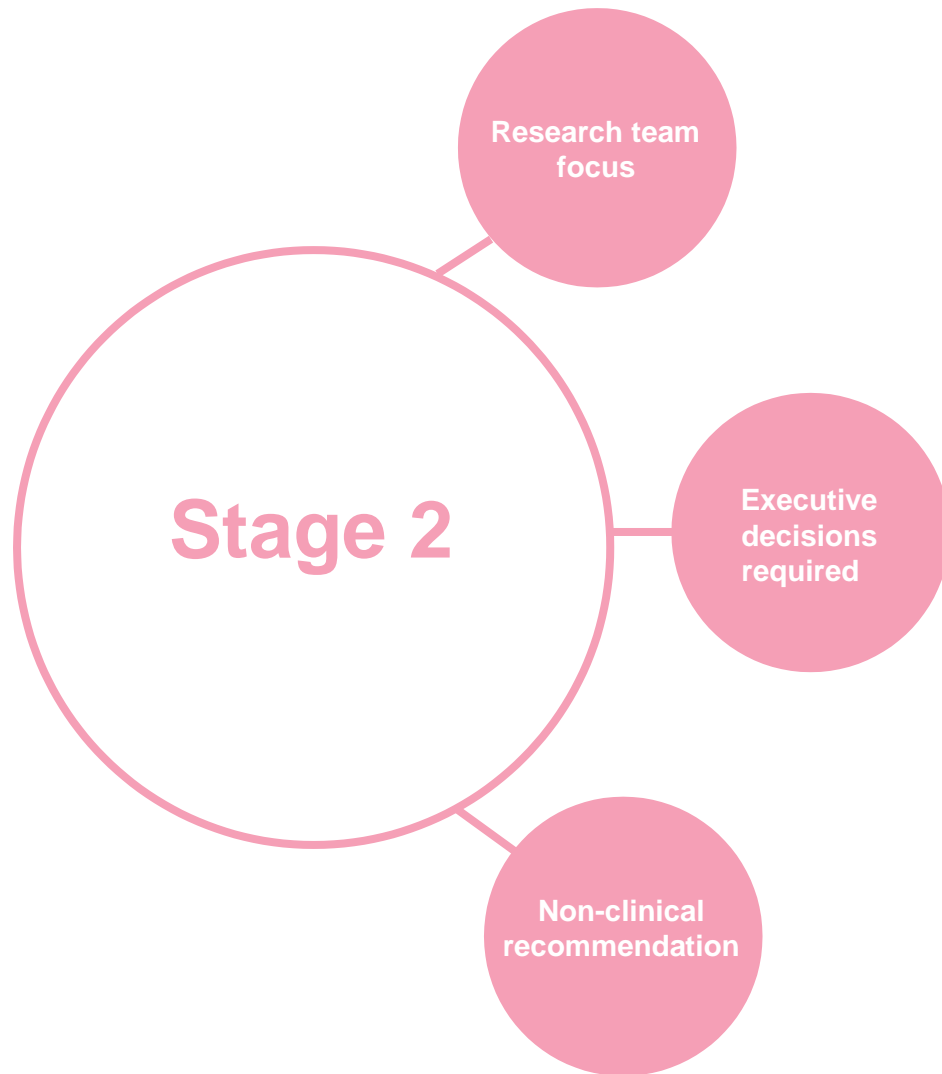 Research team
focus
Stage 2
Executive
decisions
required
Non-clinical
recommendation